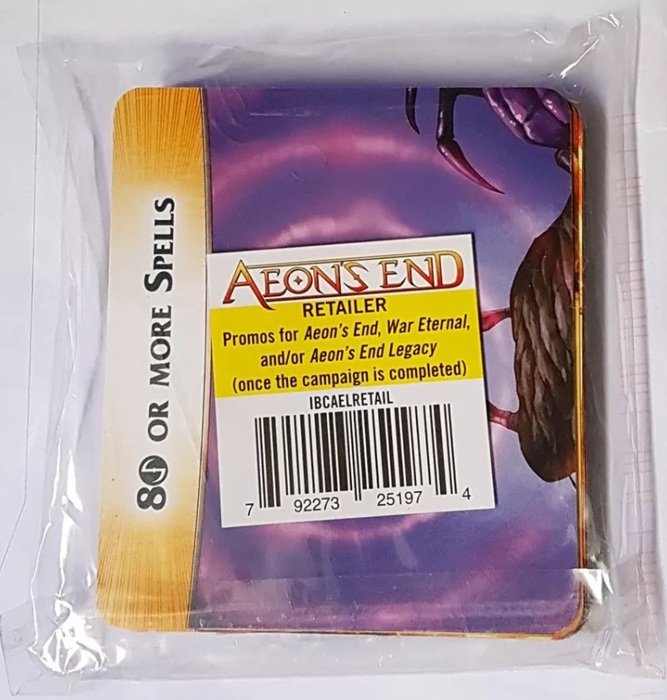 8 OR MORE SPELLS
AEON'S END
RETAILER
Promos for Aeon's End, War Eternal,
and/or Aeon's End Legacy
(once the campaign is completed)
IBCAELRETAIL
7 92273 25197 4